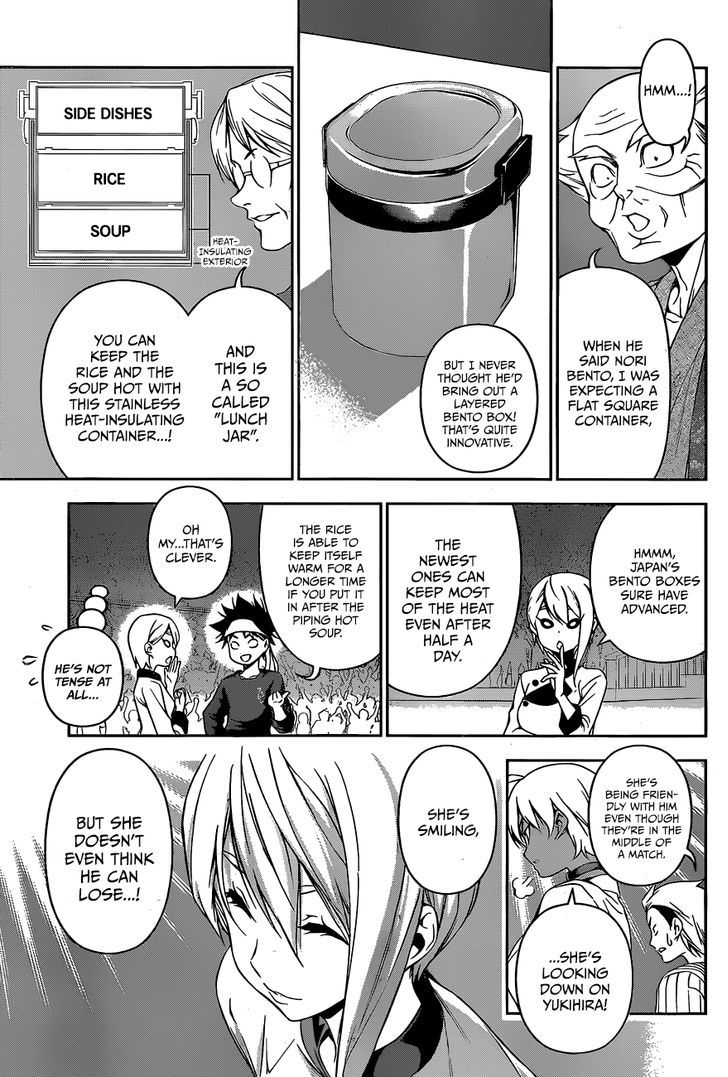 HMM...!
WHEN HE
SAID NORI
BENTO, I WAS
EXPECTING A
FLAT SQUARE
CONTAINER,
BUT I NEVER
THOUGHT HE'D
BRING OUT A
LAYERED
BENTO BOX!
THAT'S QUITE
INNOVATIVE.
SIDE DISHES
RICE
SOUP
HEAT-
INSULATING
EXTERIOR
AND
THIS IS
A SO
CALLED
"LUNCH
JAR".
YOU CAN
KEEP THE
RICE AND THE
SOUP HOT WITH
THIS STAINLESS
HEAT-INSULATING
CONTAINER...!
HMMM,
JAPAN'S
BENTO BOXES
SURE HAVE
ADVANCED.
THE
NEWEST
ONES CAN
KEEP MOST
OF THE HEAT
EVEN AFTER
HALF A
DAY.
THE RICE
IS ABLE TO
KEEP ITSELF
WARM FOR A
LONGER TIME
IF YOU PUT IT
IN AFTER THE
PIPING HOT
SOUP.
OH
MY...THAT'S
CLEVER.
HE'S NOT
TENSE AT
ALL...
SHE'S
BEING FRIEN-
DLY WITH HIM
EVEN THOUGH
THEY'RE IN THE
MIDDLE OF
A MATCH.
...SHE'S
LOOKING
DOWN ON
YUKIHIRA!
SHE'S
SMILING,
BUT SHE
DOESN'T
EVEN THINK
HE CAN
LOSE...!